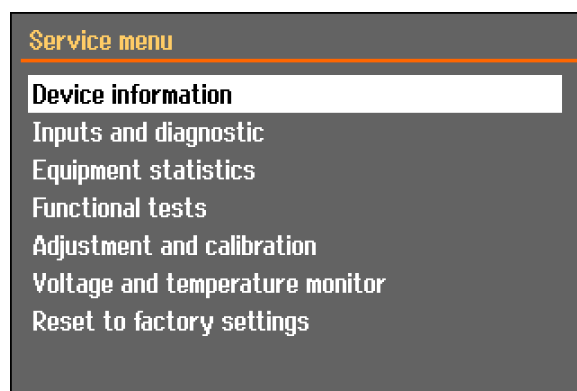 Service menu
Device information
Inputs and diagnostic
Equipment statistics
Functional tests
Adjustment and calibration
Voltage and temperature monitor
Reset to factory settings